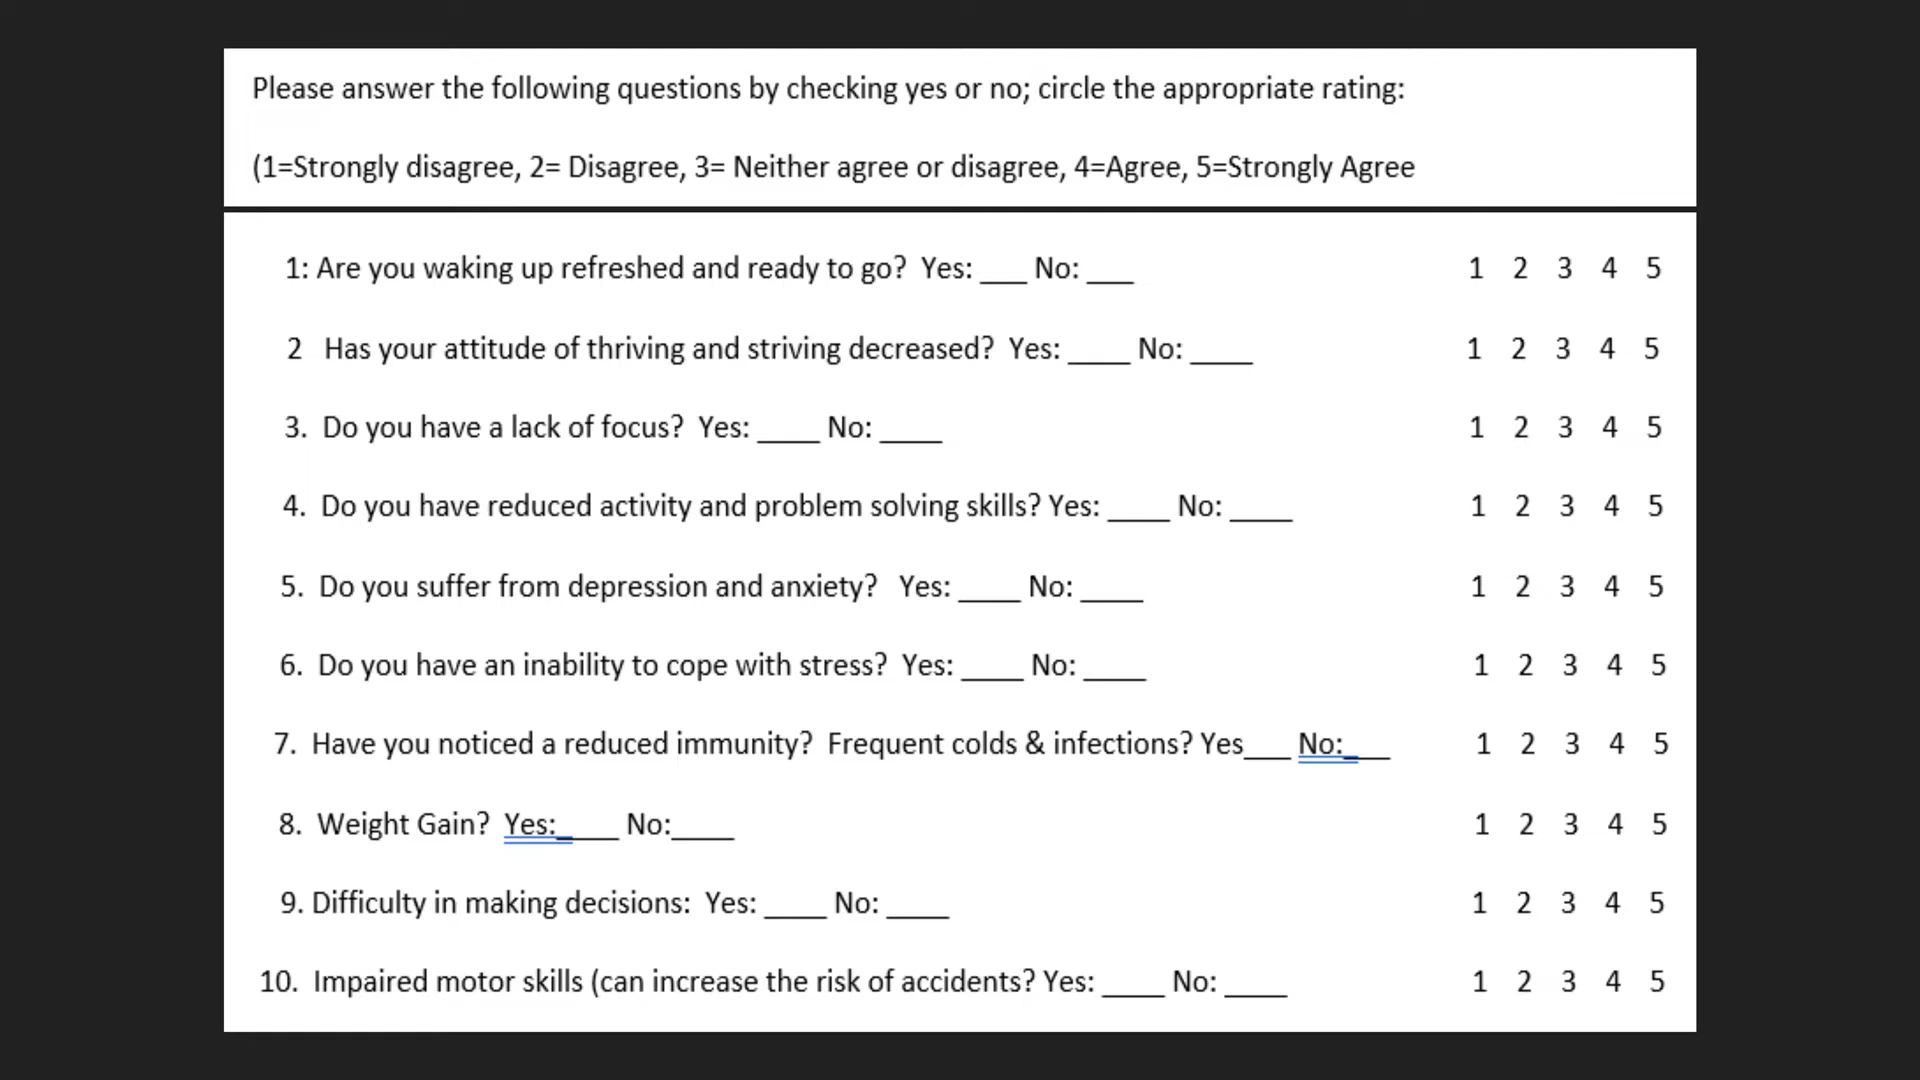 Please answer the following questions by checking yes or no; circle the appropriate rating:
(1=Strongly disagree, 2= Disagree, 3= Neither agree or disagree, 4=Agree, 5=Strongly Agree
1: Are you waking up refreshed and ready to go?  Yes: ___ No: ___ 1 2 3 4 5
2 Has your attitude of thriving and striving decreased?  Yes: ____ No: ____ 1 2 3 4 5
3. Do you have a lack of focus?  Yes: ____ No: ____ 1 2 3 4 5
4. Do you have reduced activity and problem solving skills? Yes: ____ No: ____ 1 2 3 4 5
5. Do you suffer from depression and anxiety?  Yes: ____ No: ____ 1 2 3 4 5
6. Do you have an inability to cope with stress?  Yes: ____ No: ____ 1 2 3 4 5
7. Have you noticed a reduced immunity?  Frequent colds & infections? Yes___ No:___ 1 2 3 4 5
8. Weight Gain?  Yes:____ No:____ 1 2 3 4 5
9. Difficulty in making decisions:  Yes: ____ No: ____ 1 2 3 4 5
10. Impaired motor skills (can increase the risk of accidents? Yes: ____ No: ____ 1 2 3 4 5